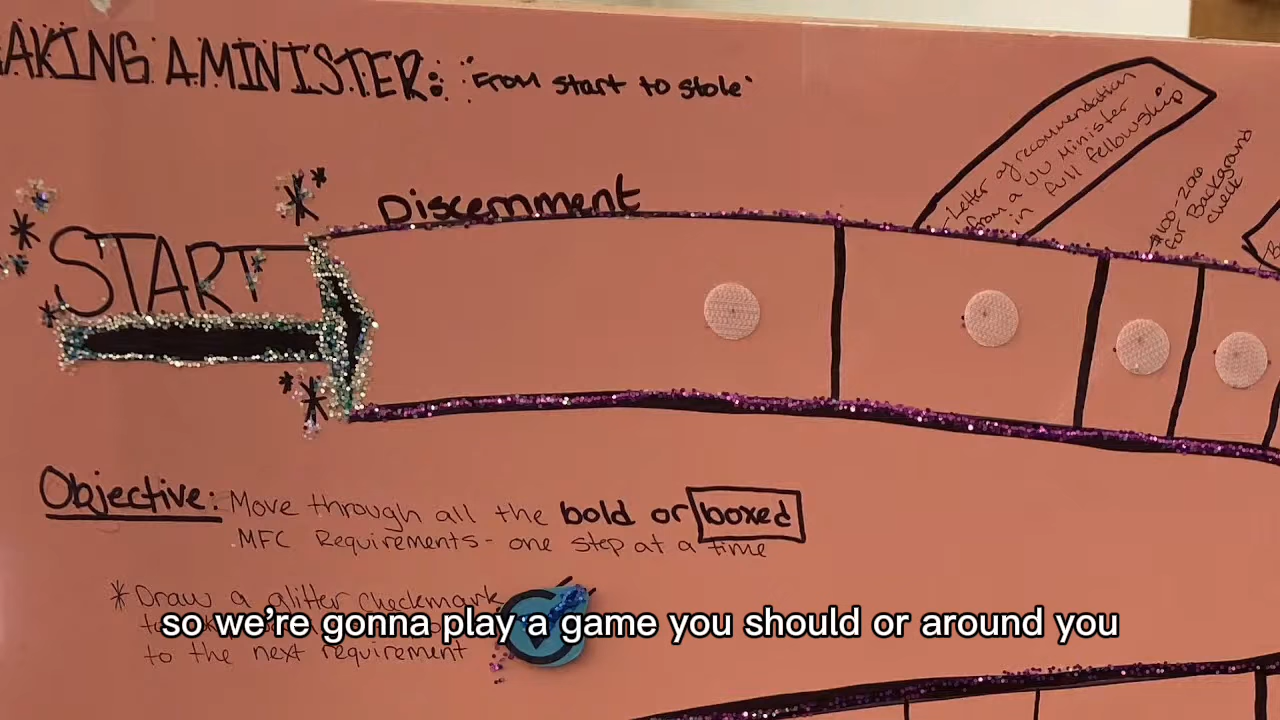 AKING A MINISTER: "From start to stole"
Letter of recommendation
from a UU Minister
in full fellowship
$100-200
for Background
check
B
START
Discernment
Objective: Move through all the bold or boxed
MFC Requirements - one step at a time
* Draw a glitter checkmark
to the next requirement
so we're gonna play a game you should or around you